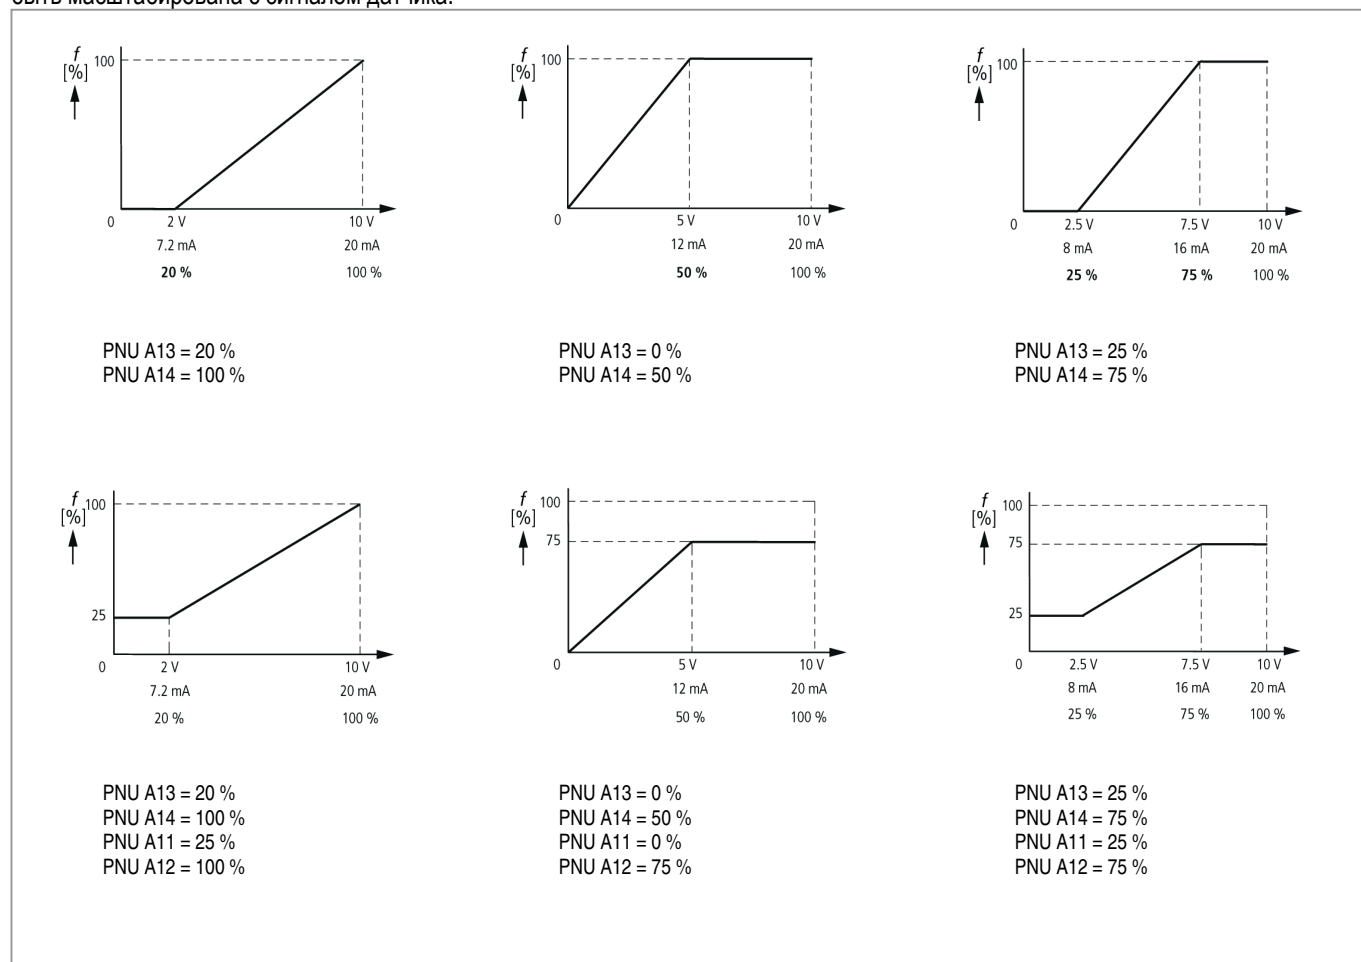 быть масштабирована с сигналом датчика.
f
[%]
100
0
2 V
10 V
7.2 mA
20 mA
20 %
100 %
PNU A13 = 20 %
PNU A14 = 100 %
f
[%]
100
0
5 V
10 V
12 mA
20 mA
50 %
100 %
PNU A13 = 0 %
PNU A14 = 50 %
f
[%]
100
0
2.5 V
7.5 V
10 V
8 mA
16 mA
20 mA
25 %
75 %
100 %
PNU A13 = 25 %
PNU A14 = 75 %
f
[%]
100
25
0
2 V
10 V
7.2 mA
20 mA
20 %
100 %
PNU A13 = 20 %
PNU A14 = 100 %
PNU A11 = 25 %
PNU A12 = 100 %
f
[%]
100
75
0
5 V
10 V
12 mA
20 mA
50 %
100 %
PNU A13 = 0 %
PNU A14 = 50 %
PNU A11 = 0 %
PNU A12 = 75 %
f
[%]
100
75
25
0
2.5 V
7.5 V
10 V
8 mA
16 mA
20 mA
25 %
75 %
100 %
PNU A13 = 25 %
PNU A14 = 75 %
PNU A11 = 25 %
PNU A12 = 75 %